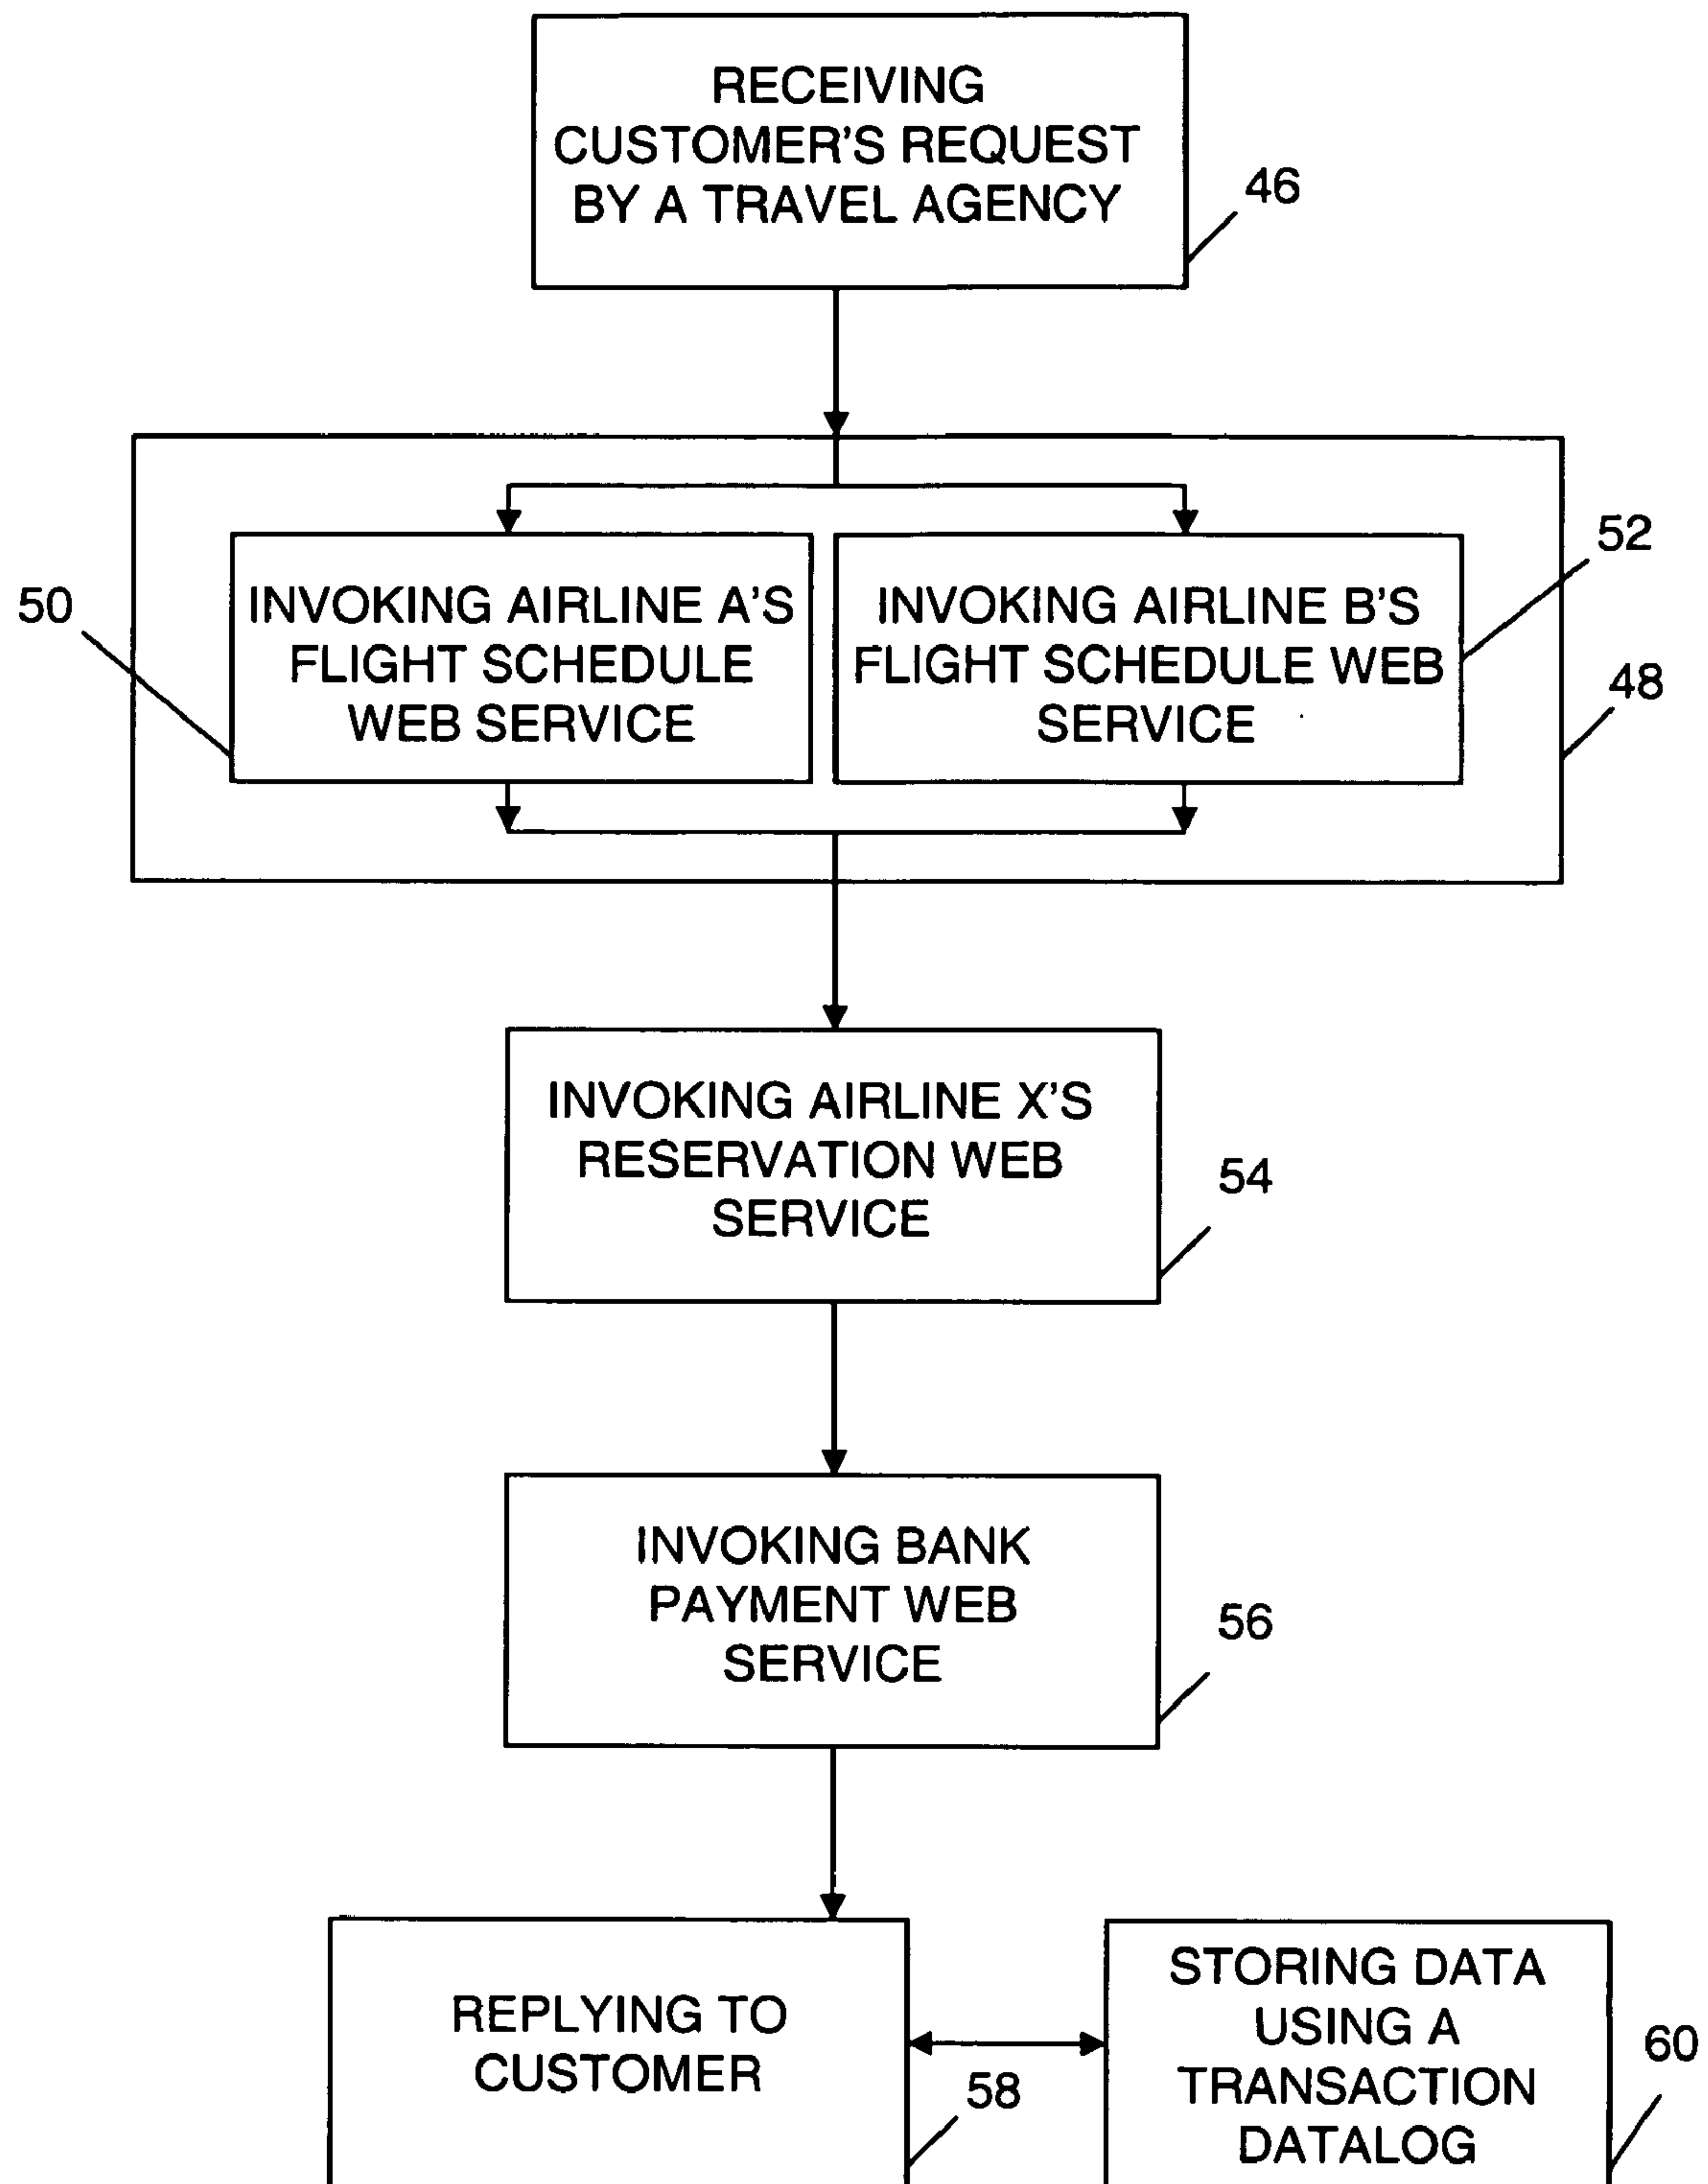 RECEIVING
CUSTOMER'S REQUEST
BY A TRAVEL AGENCY
46
50
INVOKING AIRLINE A'S
FLIGHT SCHEDULE
WEB SERVICE
INVOKING AIRLINE B'S
FLIGHT SCHEDULE WEB
SERVICE
52
48
INVOKING AIRLINE X'S
RESERVATION WEB
SERVICE
54
INVOKING BANK
PAYMENT WEB
SERVICE
56
REPLYING TO
CUSTOMER
58
STORING DATA
USING A
TRANSACTION
DATALOG
60